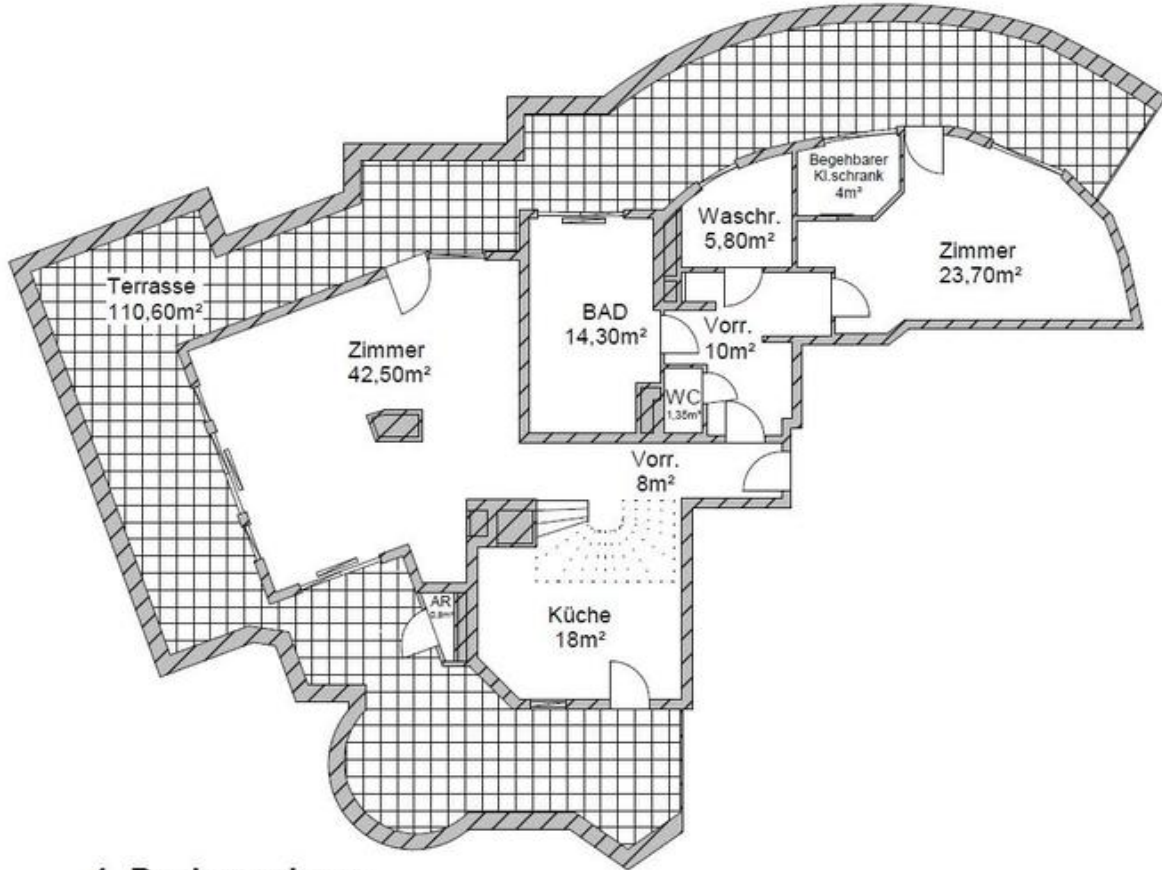 Begehbarer
Kl.schrank
4m²
Waschr.
5,80m²
Zimmer
23,70m²
Terrasse
110,60m²
BAD
14,30m²
Vorr.
10m²
Zimmer
42,50m²
WC
1,35m²
Vorr.
8m²
AR
Küche
18m²